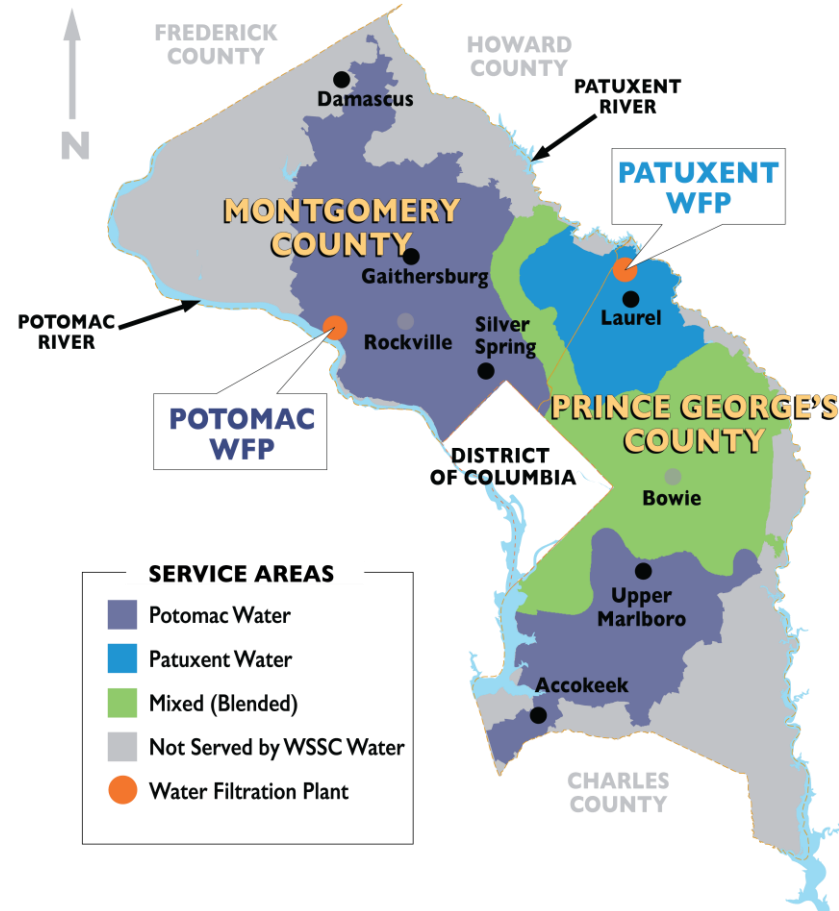 FREDERICK
COUNTY
HOWARD
COUNTY
N
Damascus
PATUXENT
RIVER
PATUXENT
WFP
MONTGOMERY
COUNTY
Gaithersburg
POTOMAC
RIVER
Rockville
Silver
Spring
Laurel
POTOMAC
WFP
PRINCE GEORGE'S
COUNTY
DISTRICT
OF COLUMBIA
Bowie
Upper
Marlboro
Accokeek
CHARLES
COUNTY
SERVICE AREAS
Potomac Water
Patuxent Water
Mixed (Blended)
Not Served by WSSC Water
Water Filtration Plant